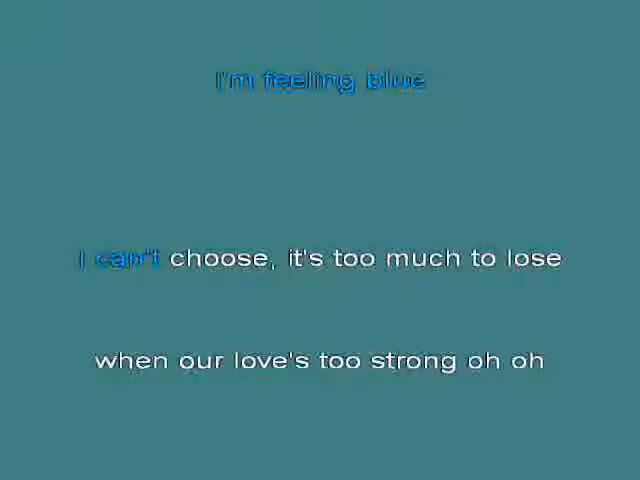 I'm feeling blue
I can't choose, it's too much to lose
when our love's too strong oh oh